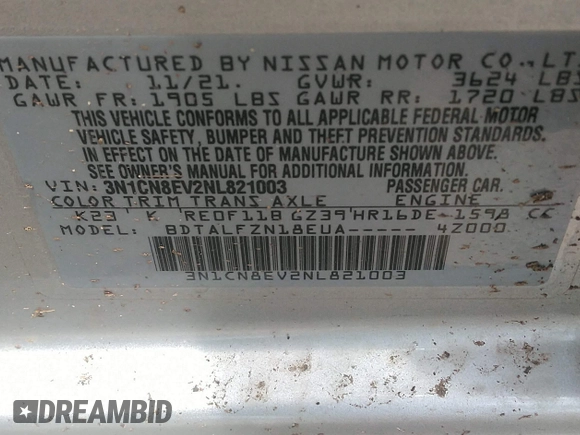 MANUFACTURED BY NISSAN MOTOR CO., LT
DATE: 11/21. GVWR: 3624 LBS
GAWR FR: 1905 LBS GAWR RR: 1720 LBS
THIS VEHICLE CONFORMS TO ALL APPLICABLE FEDERAL MOTOR
VEHICLE SAFETY, BUMPER AND THEFT PREVENTION STANDARDS
IN EFFECT ON THE DATE OF MANUFACTURE SHOWN ABOVE.
SEE OWNER'S MANUAL FOR ADDITIONAL INFORMATION.
VIN: 3N1CN8EV2NL821003 PASSENGER CAR.
COLOR TRIM TRANS AXLE ENGINE
K23 K RE0F11B GZ39 HR16DE-1598 CC
MODEL: BDTALFZN18EUA----- 4Z000
3N1CN8EV2NL821003
DREAMBID